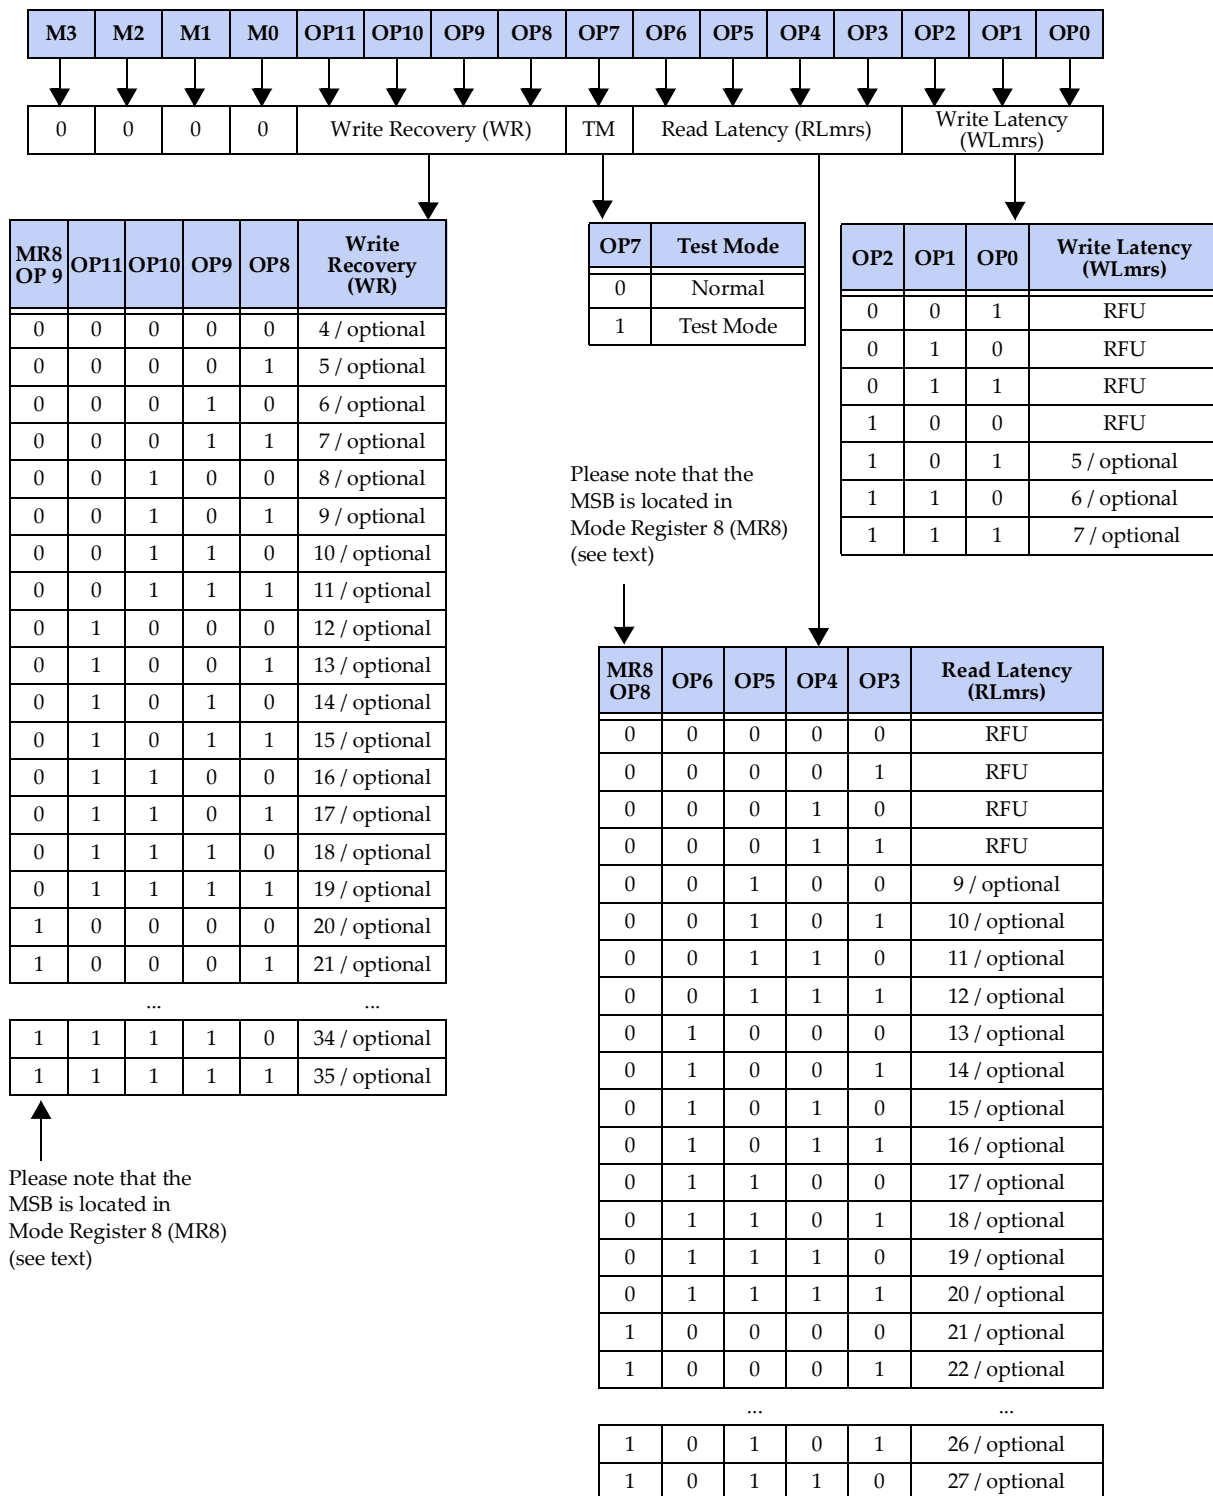 M3 M2 M1 M0 OP11 OP10 OP9 OP8 OP7 OP6 OP5 OP4 OP3 OP2 OP1 OP0
0 0 0 0 Write Recovery (WR) TM Read Latency (RLmrs) Write Latency
(WLmrs)
MR8
OP 9 OP11 OP10 OP9 OP8 Write
Recovery
(WR)
0 0 0 0 0 4 / optional
0 0 0 0 1 5 / optional
0 0 0 1 0 6 / optional
0 0 0 1 1 7 / optional
0 0 1 0 0 8 / optional
0 0 1 0 1 9 / optional
0 0 1 1 0 10 / optional
0 0 1 1 1 11 / optional
0 1 0 0 0 12 / optional
0 1 0 0 1 13 / optional
0 1 0 1 0 14 / optional
0 1 0 1 1 15 / optional
0 1 1 0 0 16 / optional
0 1 1 0 1 17 / optional
0 1 1 1 0 18 / optional
0 1 1 1 1 19 / optional
1 0 0 0 0 20 / optional
1 0 0 0 1 21 / optional
... ...
1 1 1 1 0 34 / optional
1 1 1 1 1 35 / optional
Please note that the
MSB is located in
Mode Register 8 (MR8)
(see text)
OP7 Test Mode
0 Normal
1 Test Mode
OP2 OP1 OP0 Write Latency
(WLmrs)
0 0 1 RFU
0 1 0 RFU
0 1 1 RFU
1 0 0 RFU
1 0 1 5 / optional
1 1 0 6 / optional
1 1 1 7 / optional
Please note that the
MSB is located in
Mode Register 8 (MR8)
(see text)
MR8
OP8 OP6 OP5 OP4 OP3 Read Latency
(RLmrs)
0 0 0 0 0 RFU
0 0 0 0 1 RFU
0 0 0 1 0 RFU
0 0 0 1 1 RFU
0 0 1 0 0 9 / optional
0 0 1 0 1 10 / optional
0 0 1 1 0 11 / optional
0 0 1 1 1 12 / optional
0 1 0 0 0 13 / optional
0 1 0 0 1 14 / optional
0 1 0 1 0 15 / optional
0 1 0 1 1 16 / optional
0 1 1 0 0 17 / optional
0 1 1 0 1 18 / optional
0 1 1 1 0 19 / optional
0 1 1 1 1 20 / optional
1 0 0 0 0 21 / optional
1 0 0 0 1 22 / optional
... ...
1 0 1 0 1 26 / optional
1 0 1 1 0 27 / optional